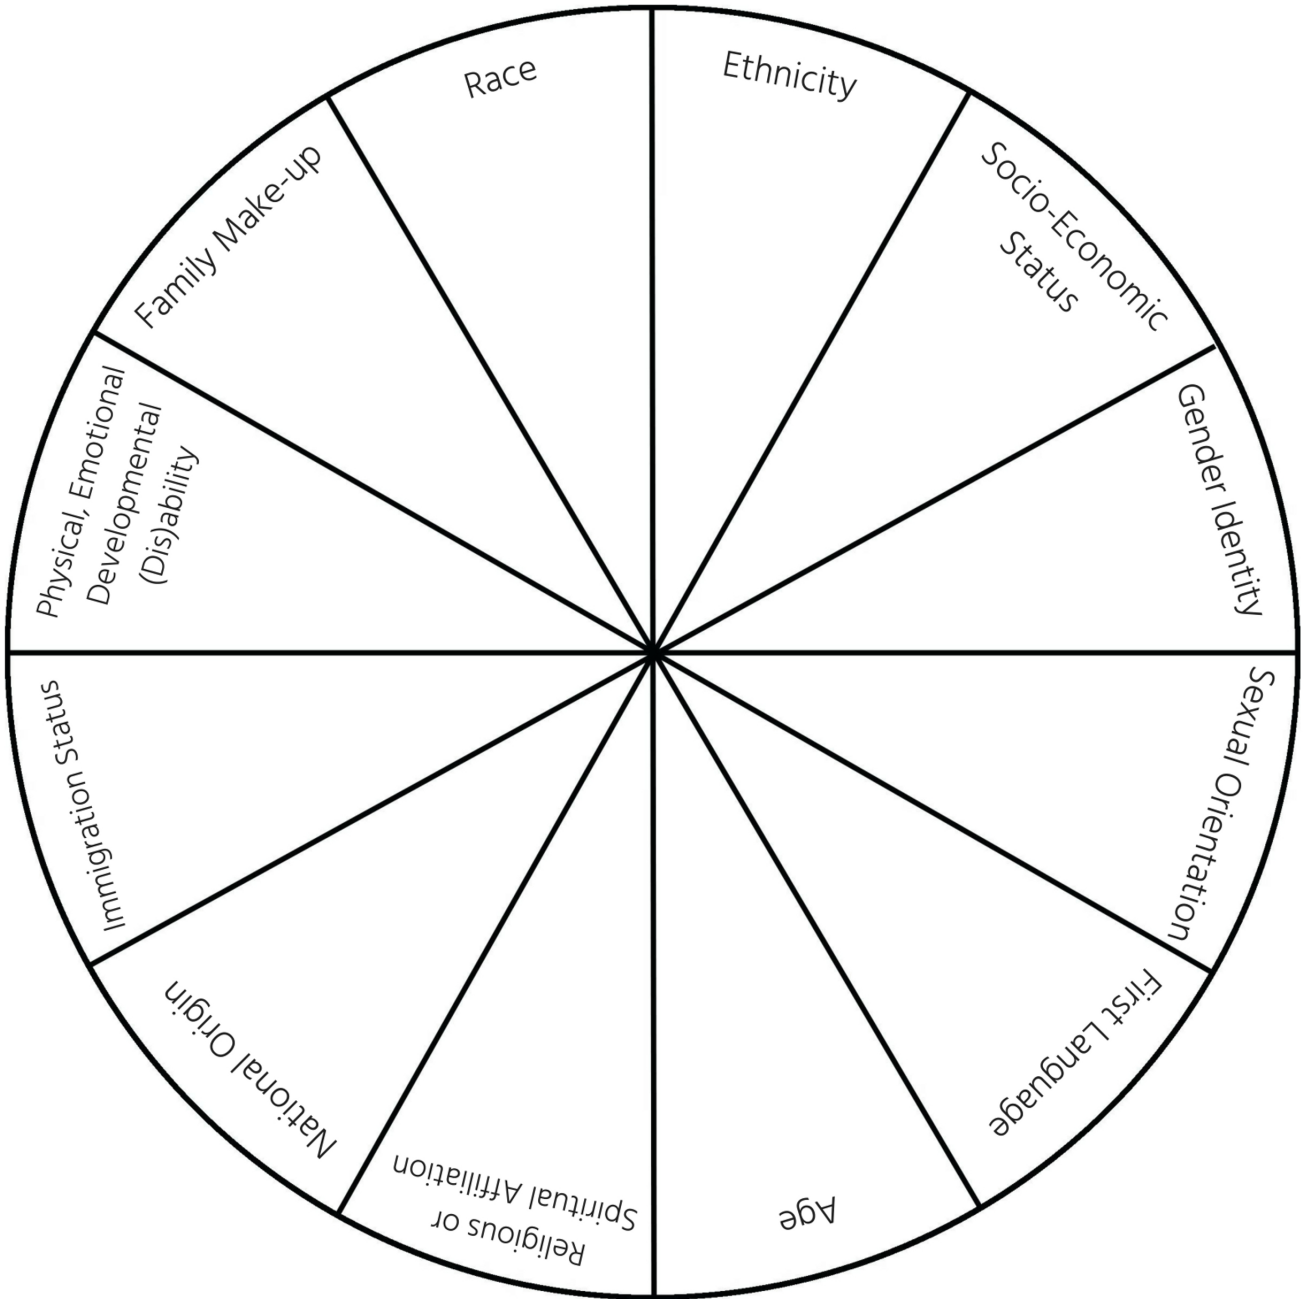 Ethnicity
Socio-Economic
Status
Gender Identity
Sexual Orientation
First Language
Age
Religious or
Spiritual Affiliation
National Origin
Immigration Status
Physical, Emotional
Developmental
(Dis)ability
Family Make-up
Race